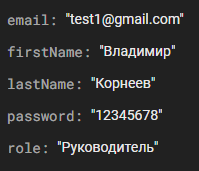 email: "test1@gmail.com"
firstName: "Владимир"
lastName: "Корнеев"
password: "12345678"
role: "Руководитель"